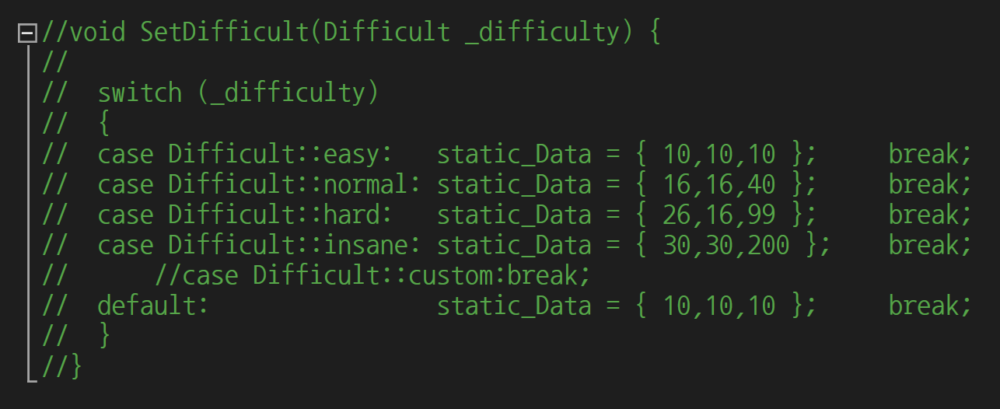 //void SetDifficult(Difficult _difficulty) {
//
//  switch (_difficulty)
//  {
//  case Difficult::easy:   static_Data = { 10,10,10 };     break;
//  case Difficult::normal: static_Data = { 16,16,40 };     break;
//  case Difficult::hard:   static_Data = { 26,16,99 };     break;
//  case Difficult::insane: static_Data = { 30,30,200 };    break;
//      //case Difficult::custom:break;
//  default:                static_Data = { 10,10,10 };     break;
//  }
//}